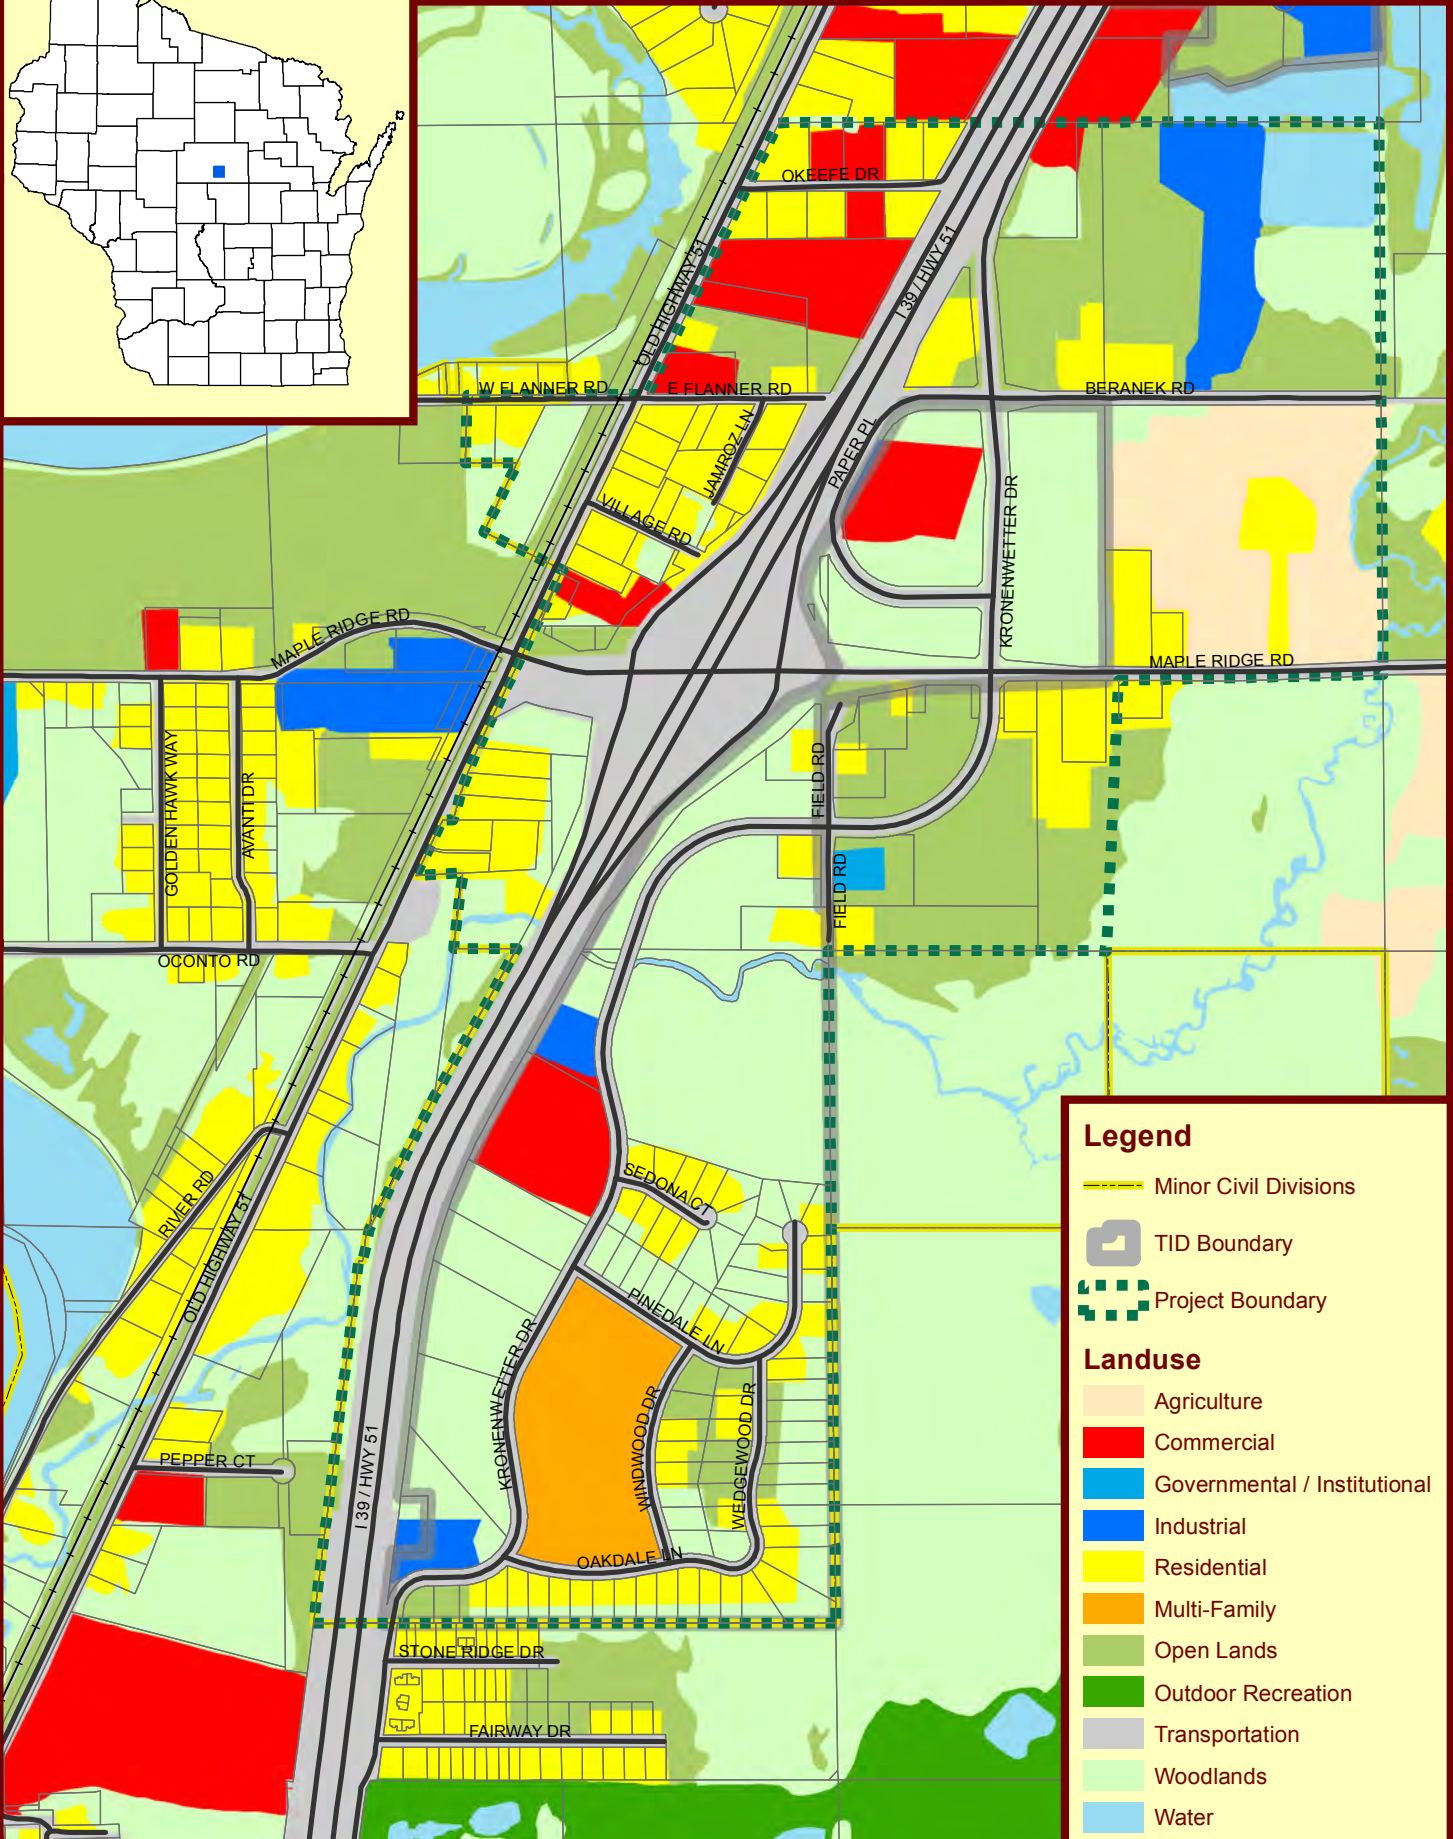 OKEEFE DR
OLD HIGHWAY 51
I 39 / HWY 51
W FLANNER RD
E FLANNER RD
BERANEK RD
JAMROZ LN
PAPER PL
VILLAGE RD
KRONENWETTER DR
MAPLE RIDGE RD
MAPLE RIDGE RD
GOLDEN HAWK WAY
AVANTI DR
FIELD RD
FIELD RD
OCONTO RD
RIVER RD
OLD HIGHWAY 51
SEDONA CT
PINEDALE LN
KRONENWETTER DR
WINDWOOD DR
WEDGEWOOD DR
PEPPER CT
I 39 / HWY 51
OAKDALE LN
STONE RIDGE DR
FAIRWAY DR
Legend
Minor Civil Divisions
TID Boundary
Project Boundary
Landuse
Agriculture
Commercial
Governmental / Institutional
Industrial
Residential
Multi-Family
Open Lands
Outdoor Recreation
Transportation
Woodlands
Water